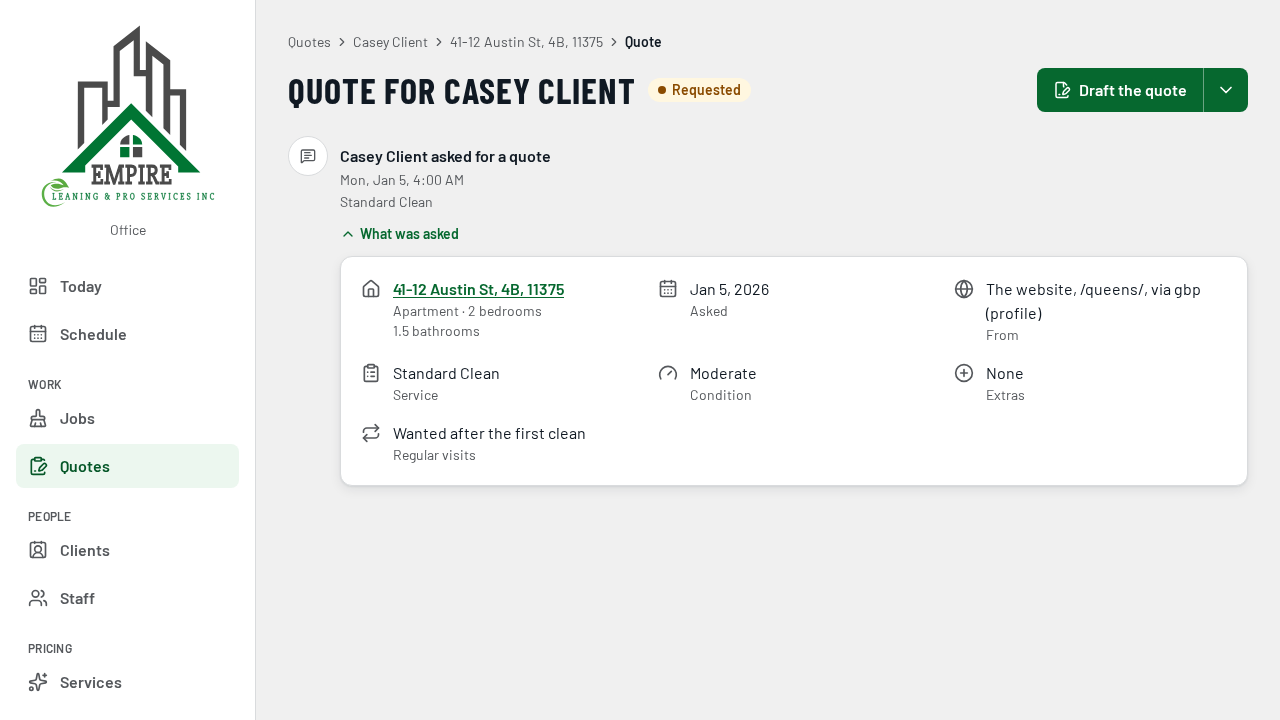 EMPIRE
LEANING & PRO SERVICES INC
Office
Today
Schedule
WORK
Jobs
Quotes
PEOPLE
Clients
Staff
PRICING
Services
Quotes > Casey Client > 41-12 Austin St, 4B, 11375 > Quote
QUOTE FOR CASEY CLIENT
Requested
Draft the quote
Casey Client asked for a quote
Mon, Jan 5, 4:00 AM
Standard Clean
What was asked
41-12 Austin St, 4B, 11375
Apartment · 2 bedrooms
1.5 bathrooms
Jan 5, 2026
Asked
The website, /queens/, via gbp
(profile)
From
Standard Clean
Service
Moderate
Condition
None
Extras
Wanted after the first clean
Regular visits